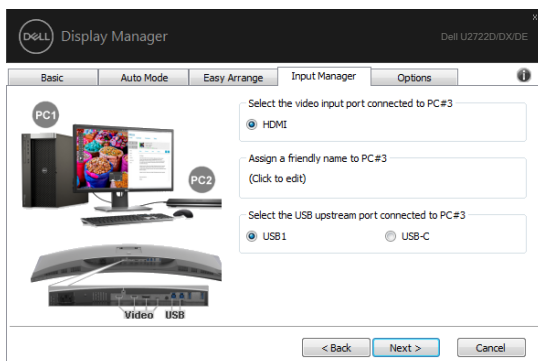 DELL Display Manager
Dell U2722D/DX/DE
x
Basic Auto Mode Easy Arrange Input Manager Options i
PC1
PC2
Video USB
Select the video input port connected to PC#3
HDMI
Assign a friendly name to PC#3
(Click to edit)
Select the USB upstream port connected to PC#3
USB1 USB-C
< Back Next > Cancel